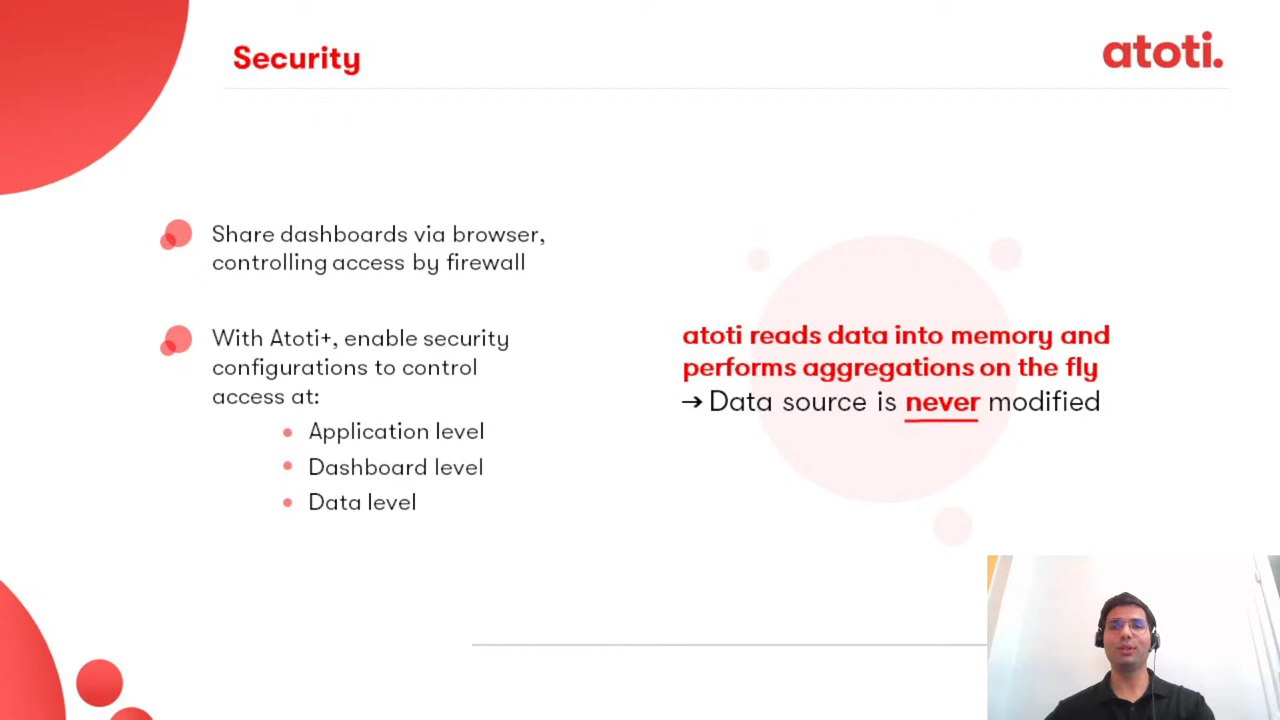 Security
atoti.
Share dashboards via browser,
controlling access by firewall
With Atoti+, enable security
configurations to control
access at:
Application level
Dashboard level
Data level
atoti reads data into memory and
performs aggregations on the fly
→ Data source is never modified